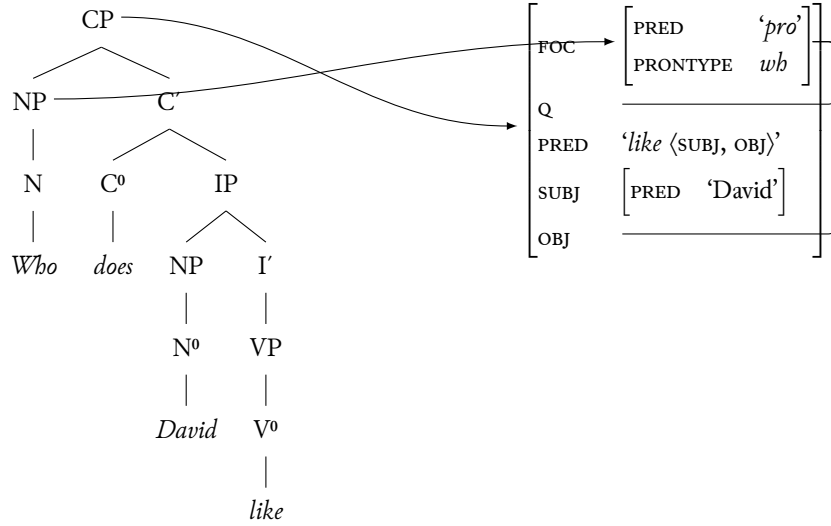 CP
NP C′
N C⁰ IP
Who does NP I′
N⁰ VP
David V⁰
like
FOC PRED ‘pro’
PRONTYPE wh
Q
PRED ‘like ⟨SUBJ, OBJ⟩’
SUBJ PRED ‘David’
OBJ